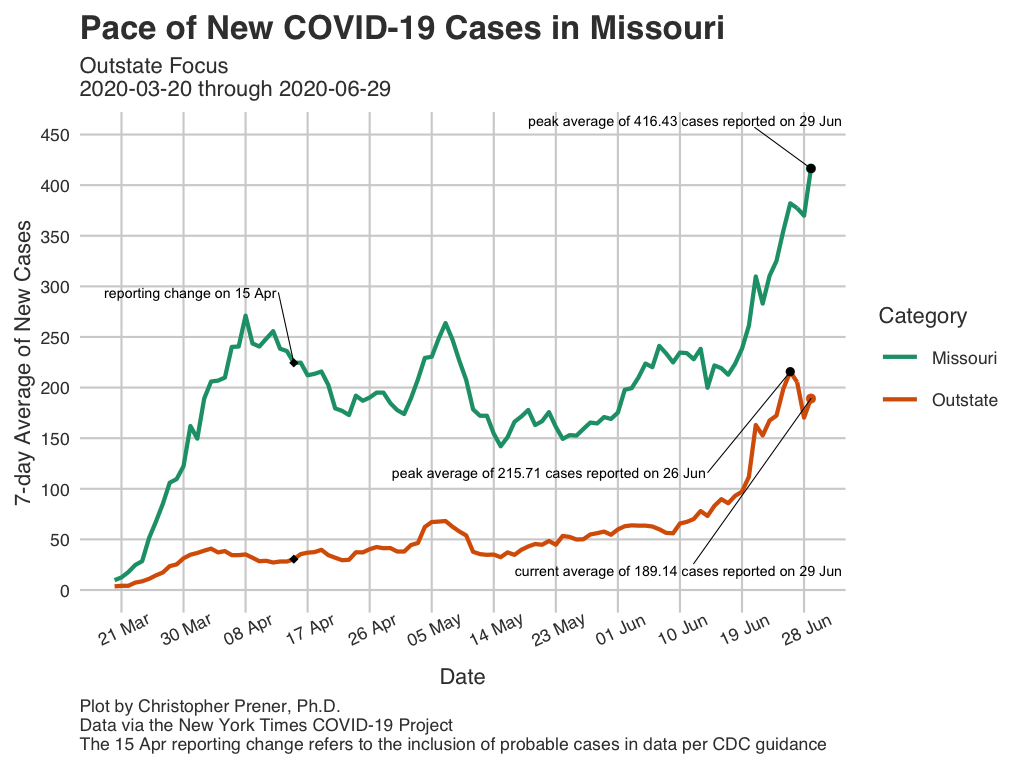 Pace of New COVID-19 Cases in Missouri
Outstate Focus
2020-03-20 through 2020-06-29
peak average of 416.43 cases reported on 29 Jun
450
400
350
300
250
200
150
100
50
0
7-day Average of New Cases
reporting change on 15 Apr
peak average of 215.71 cases reported on 26 Jun
current average of 189.14 cases reported on 29 Jun
Category
Missouri
Outstate
21 Mar
30 Mar
08 Apr
17 Apr
26 Apr
05 May
14 May
23 May
01 Jun
10 Jun
19 Jun
28 Jun
Date
Plot by Christopher Prener, Ph.D.
Data via the New York Times COVID-19 Project
The 15 Apr reporting change refers to the inclusion of probable cases in data per CDC guidance